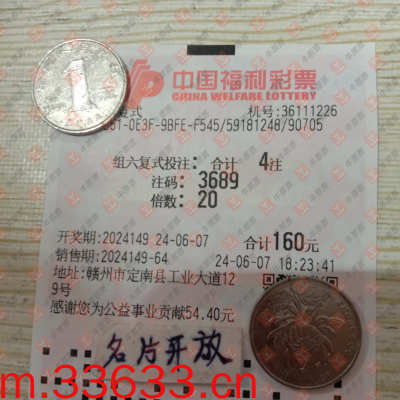 中国福利彩票
CHINA WELFARE LOTTERY
复式 机号:36111226
-0E3F-9BFE-F545/59181248/90705
组六复式投注: 合计 4注
注码: 3689
倍数: 20
开奖期:2024149 24-06-07 合计160元
销售期:2024149-64 24-06-07 18:23:41
地址:赣州市定南县工业大道12
9号
感谢您为公益事业贡献54.40元
名片开放
m.33633.cn
1